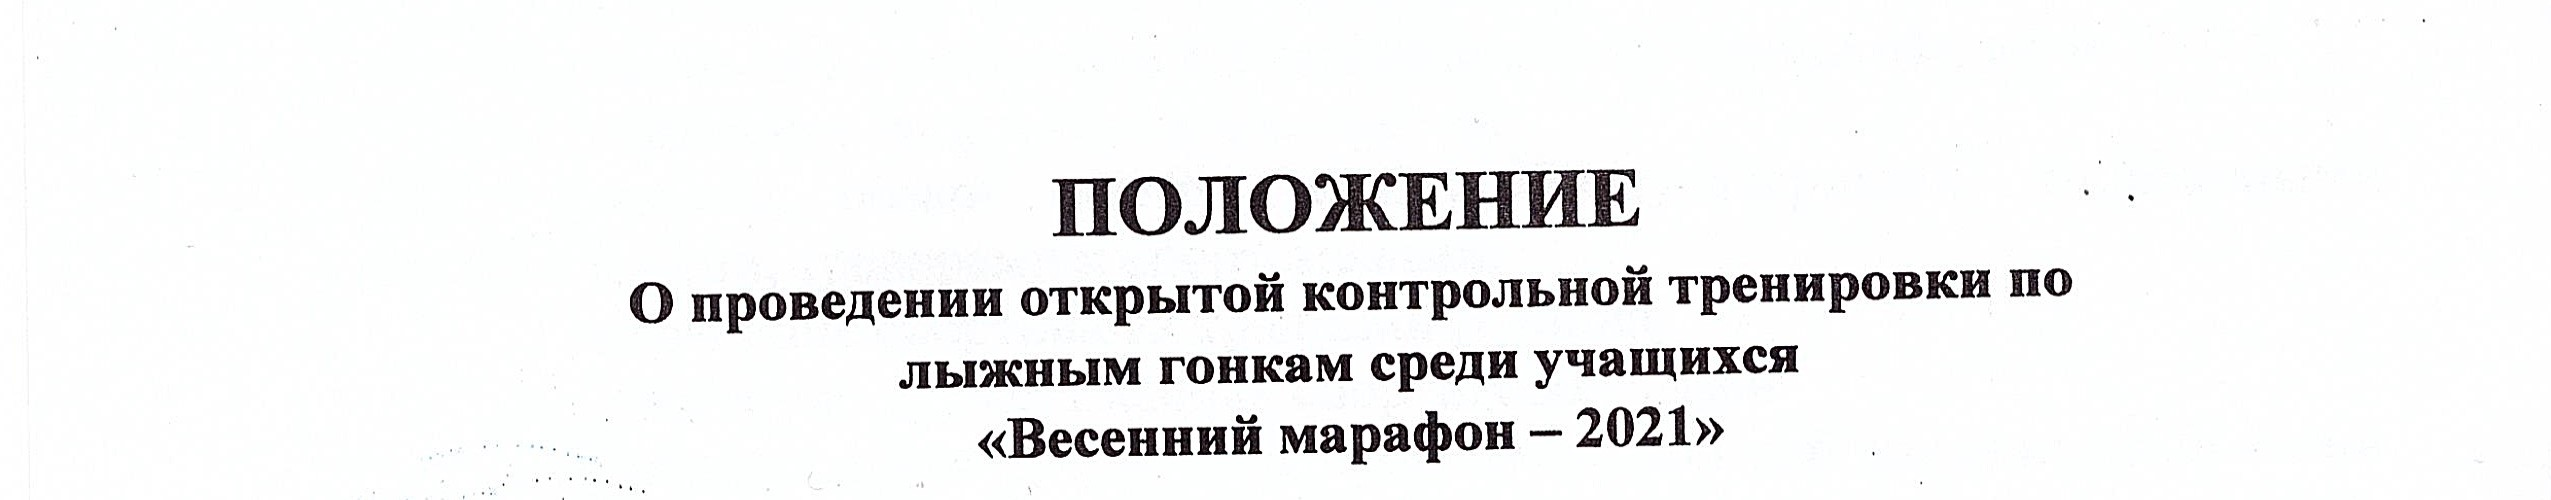 ПОЛОЖЕНИЕ
О проведении открытой контрольной тренировки по
лыжным гонкам среди учащихся
«Весенний марафон – 2021»